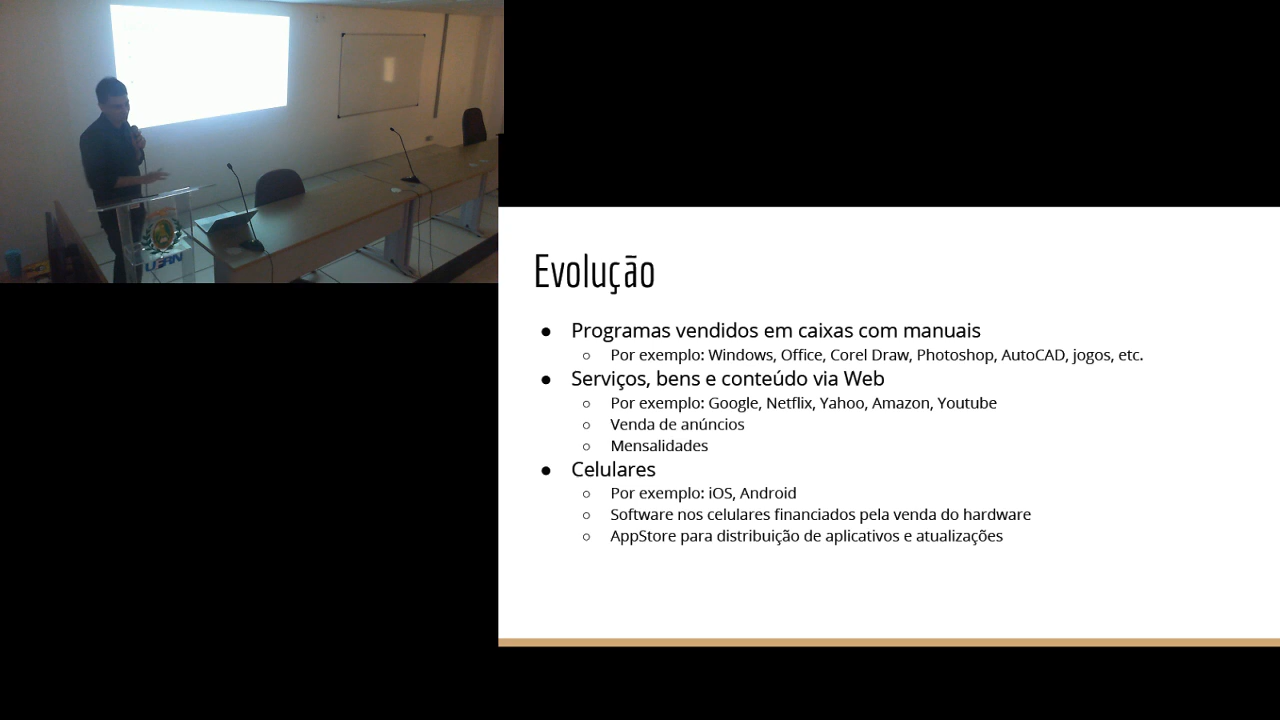 UERN
Evolução
● Programas vendidos em caixas com manuais
○ Por exemplo: Windows, Office, Corel Draw, Photoshop, AutoCAD, jogos, etc.
● Serviços, bens e conteúdo via Web
○ Por exemplo: Google, Netflix, Yahoo, Amazon, Youtube
○ Venda de anúncios
○ Mensalidades
● Celulares
○ Por exemplo: iOS, Android
○ Software nos celulares financiados pela venda do hardware
○ AppStore para distribuição de aplicativos e atualizações